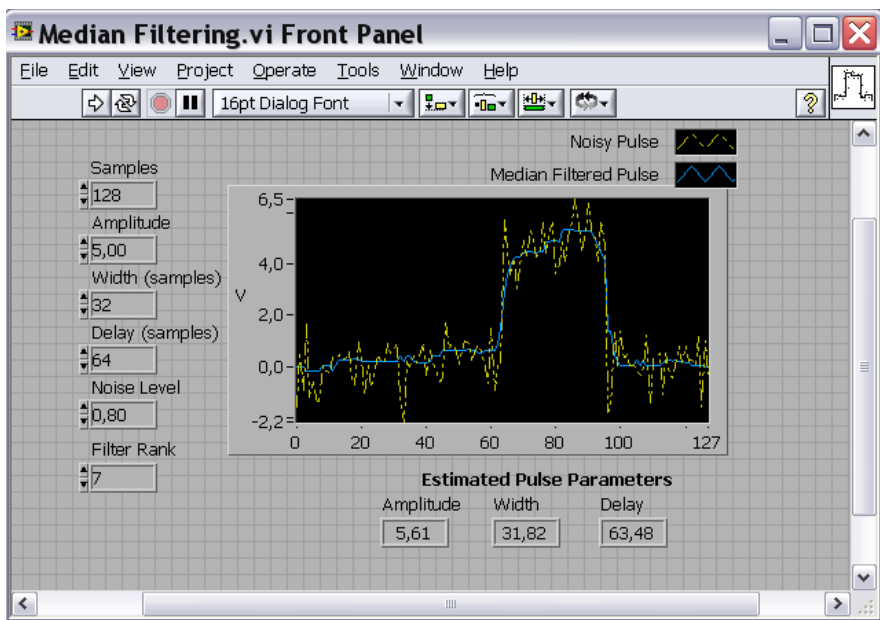 Median Filtering.vi Front Panel
File Edit View Project Operate Tools Window Help
16pt Dialog Font
Noisy Pulse
Median Filtered Pulse
Samples
128
Amplitude
5,00
Width (samples)
32
Delay (samples)
64
Noise Level
0,80
Filter Rank
7
V
6,5
4,0
2,0
0,0
-2,2
0 20 40 60 80 100 127
Estimated Pulse Parameters
Amplitude Width Delay
5,61 31,82 63,48